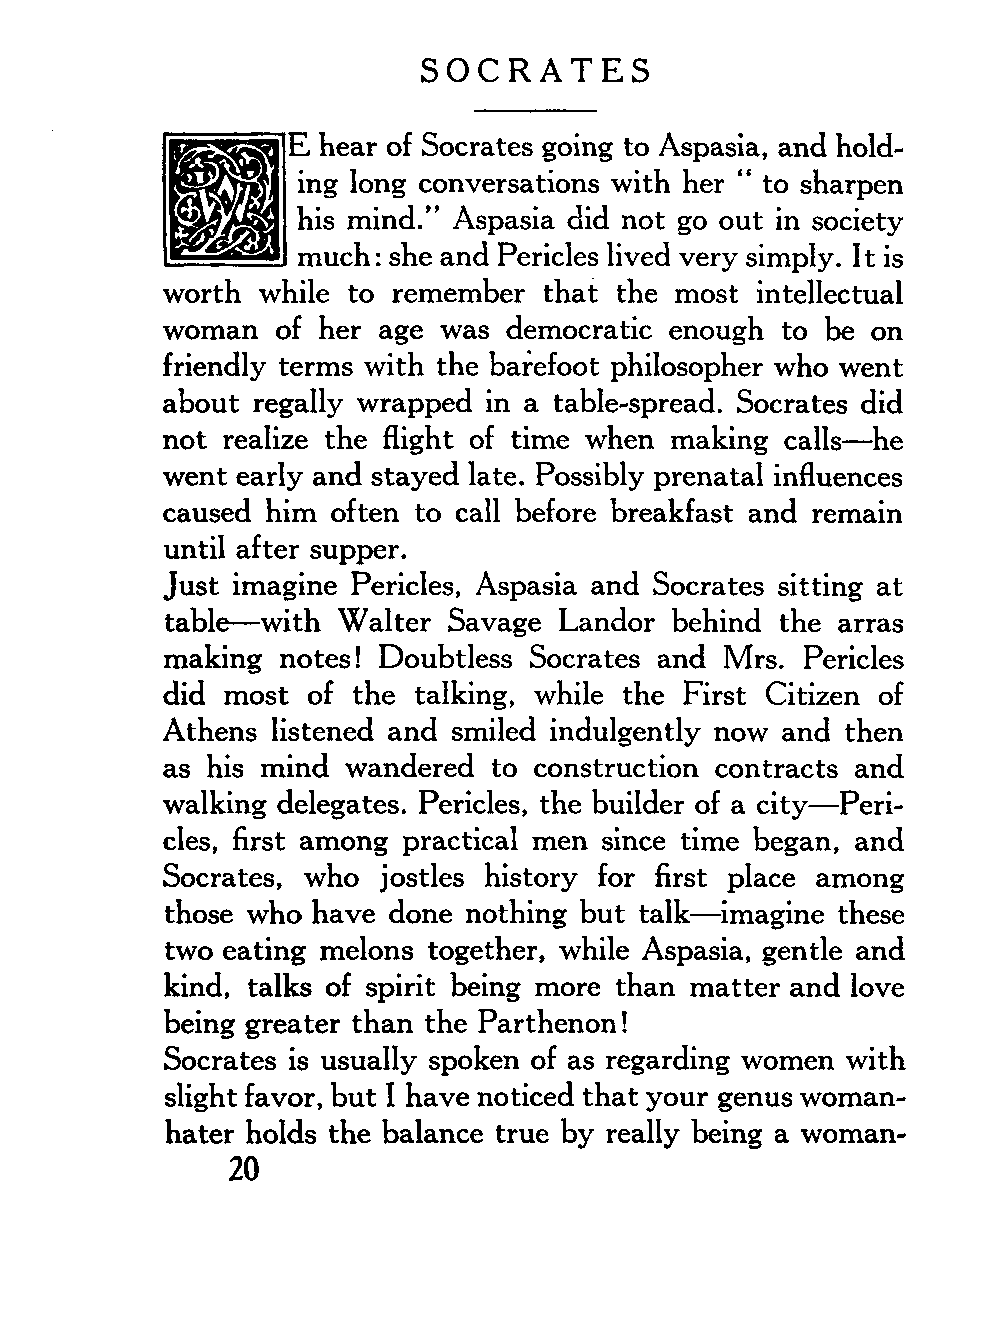 SOCRATES
WE hear of Socrates going to Aspasia, and hold-
ing long conversations with her “ to sharpen
his mind.” Aspasia did not go out in society
much: she and Pericles lived very simply. It is
worth while to remember that the most intellectual
woman of her age was democratic enough to be on
friendly terms with the barefoot philosopher who went
about regally wrapped in a table-spread. Socrates did
not realize the flight of time when making calls—he
went early and stayed late. Possibly prenatal influences
caused him often to call before breakfast and remain
until after supper.
Just imagine Pericles, Aspasia and Socrates sitting at
table—with Walter Savage Landor behind the arras
making notes! Doubtless Socrates and Mrs. Pericles
did most of the talking, while the First Citizen of
Athens listened and smiled indulgently now and then
as his mind wandered to construction contracts and
walking delegates. Pericles, the builder of a city—Peri-
cles, first among practical men since time began, and
Socrates, who jostles history for first place among
those who have done nothing but talk—imagine these
two eating melons together, while Aspasia, gentle and
kind, talks of spirit being more than matter and love
being greater than the Parthenon!
Socrates is usually spoken of as regarding women with
slight favor, but I have noticed that your genus woman-
hater holds the balance true by really being a woman-
20